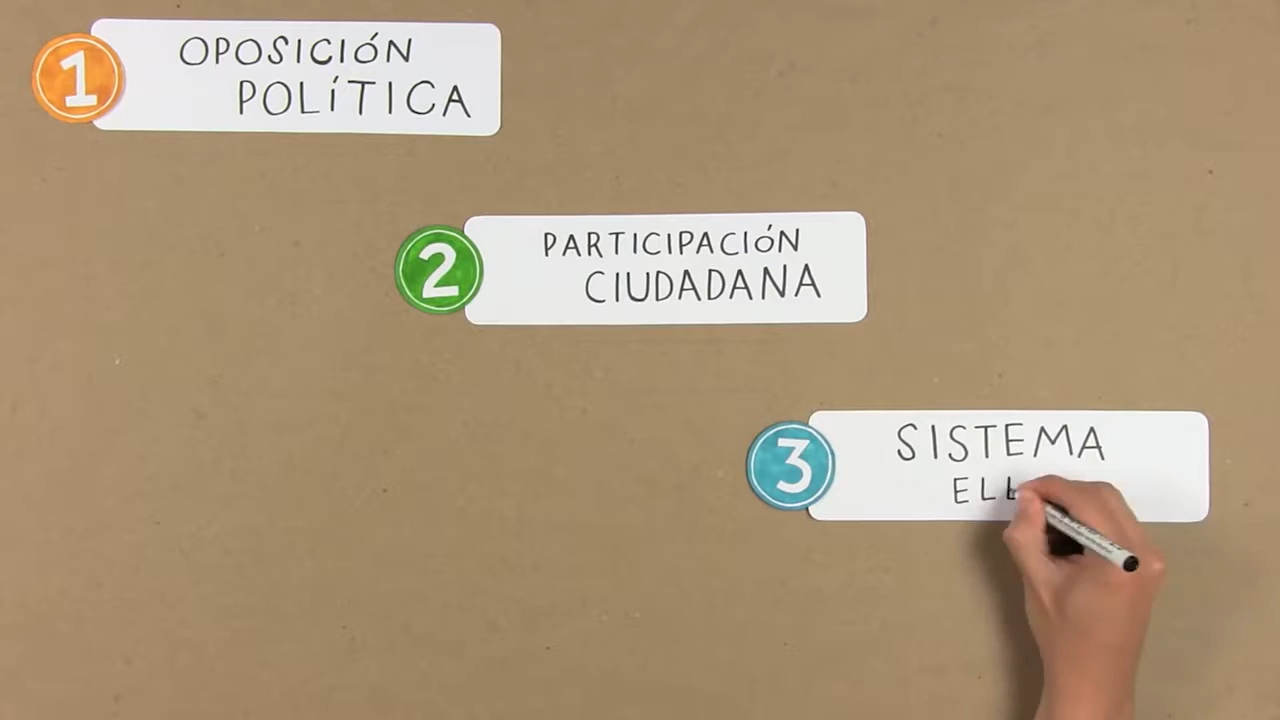 1
OPOSICIÓN
POLÍTICA
2
PARTICIPACIÓN
CIUDADANA
3
SISTEMA